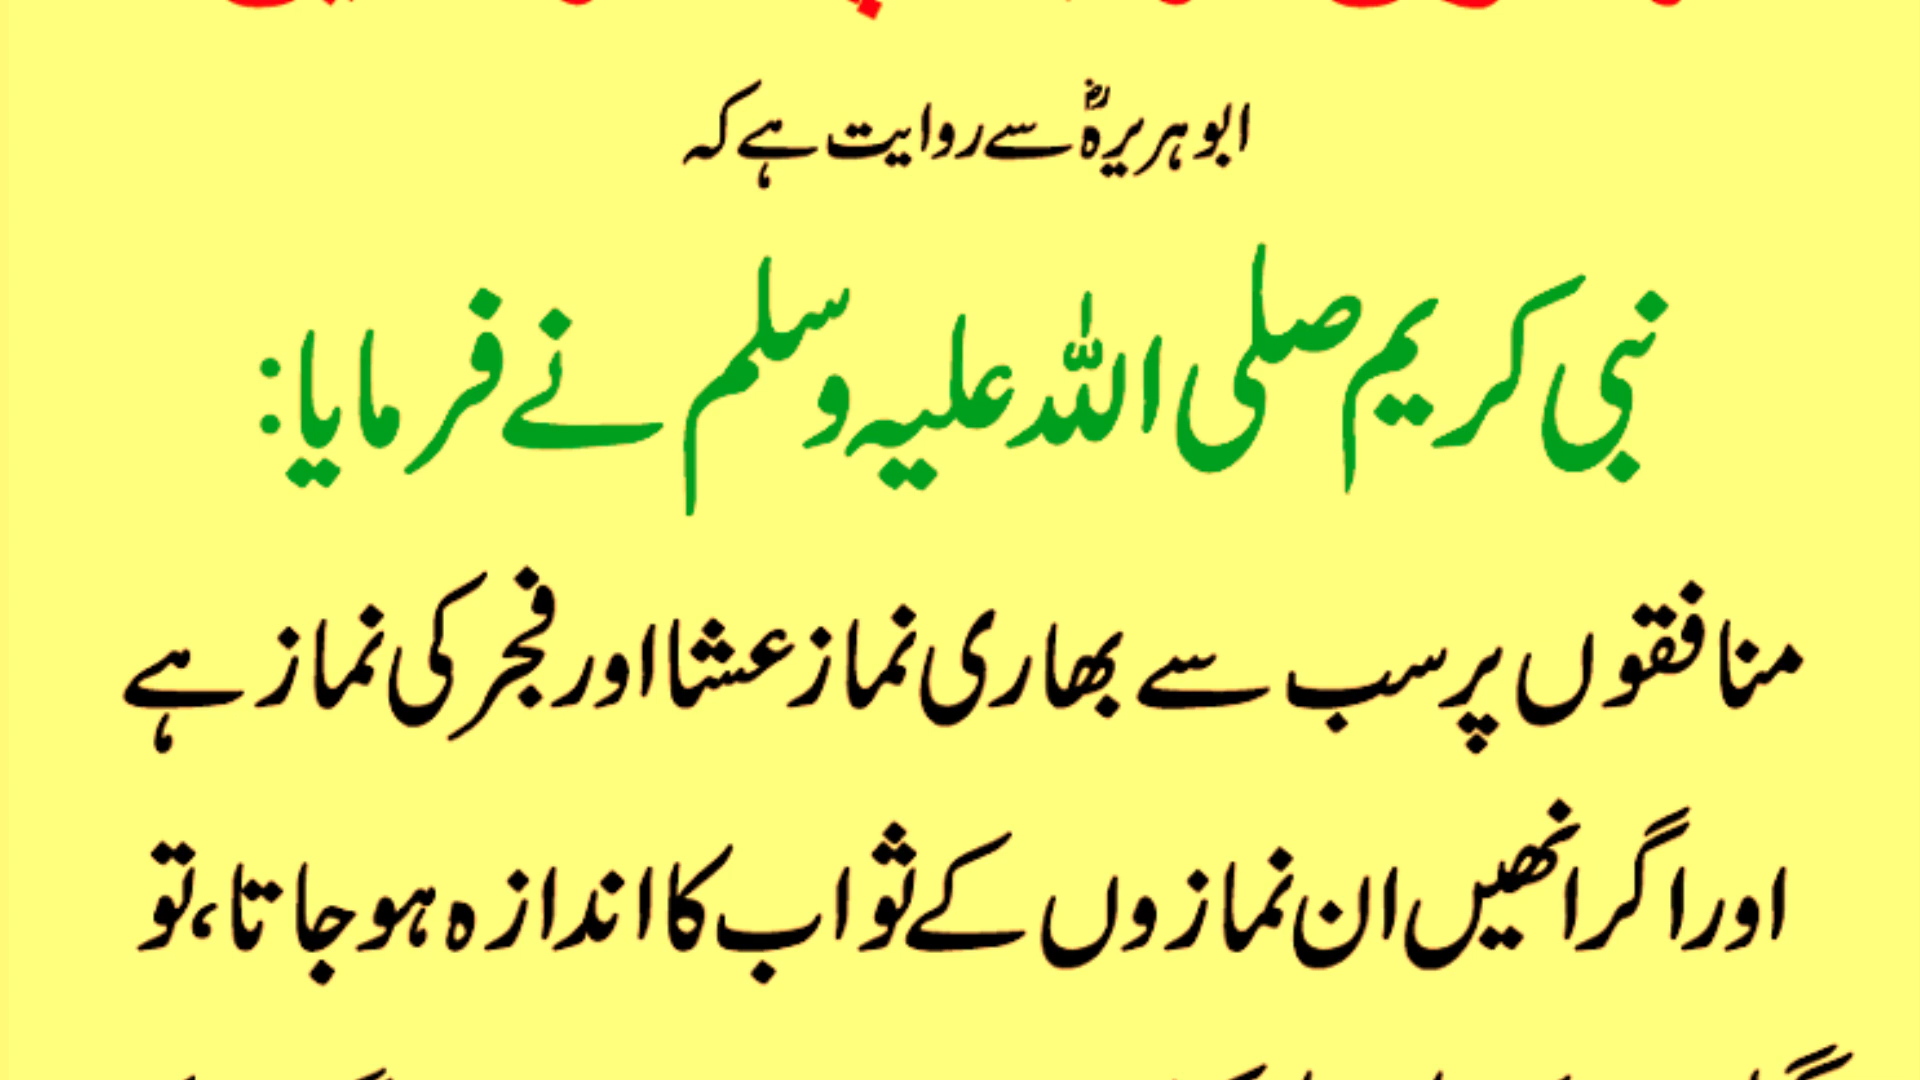 ابو ہریرہؓ سے روایت ہے کہ
نبی کریم صلی اللہ علیہ وسلم نے فرمایا:
منافقوں پر سب سے بھاری نماز عشا اور فجر کی نماز ہے
اور اگر انھیں ان نمازوں کے ثواب کا اندازہ ہو جاتا، تو